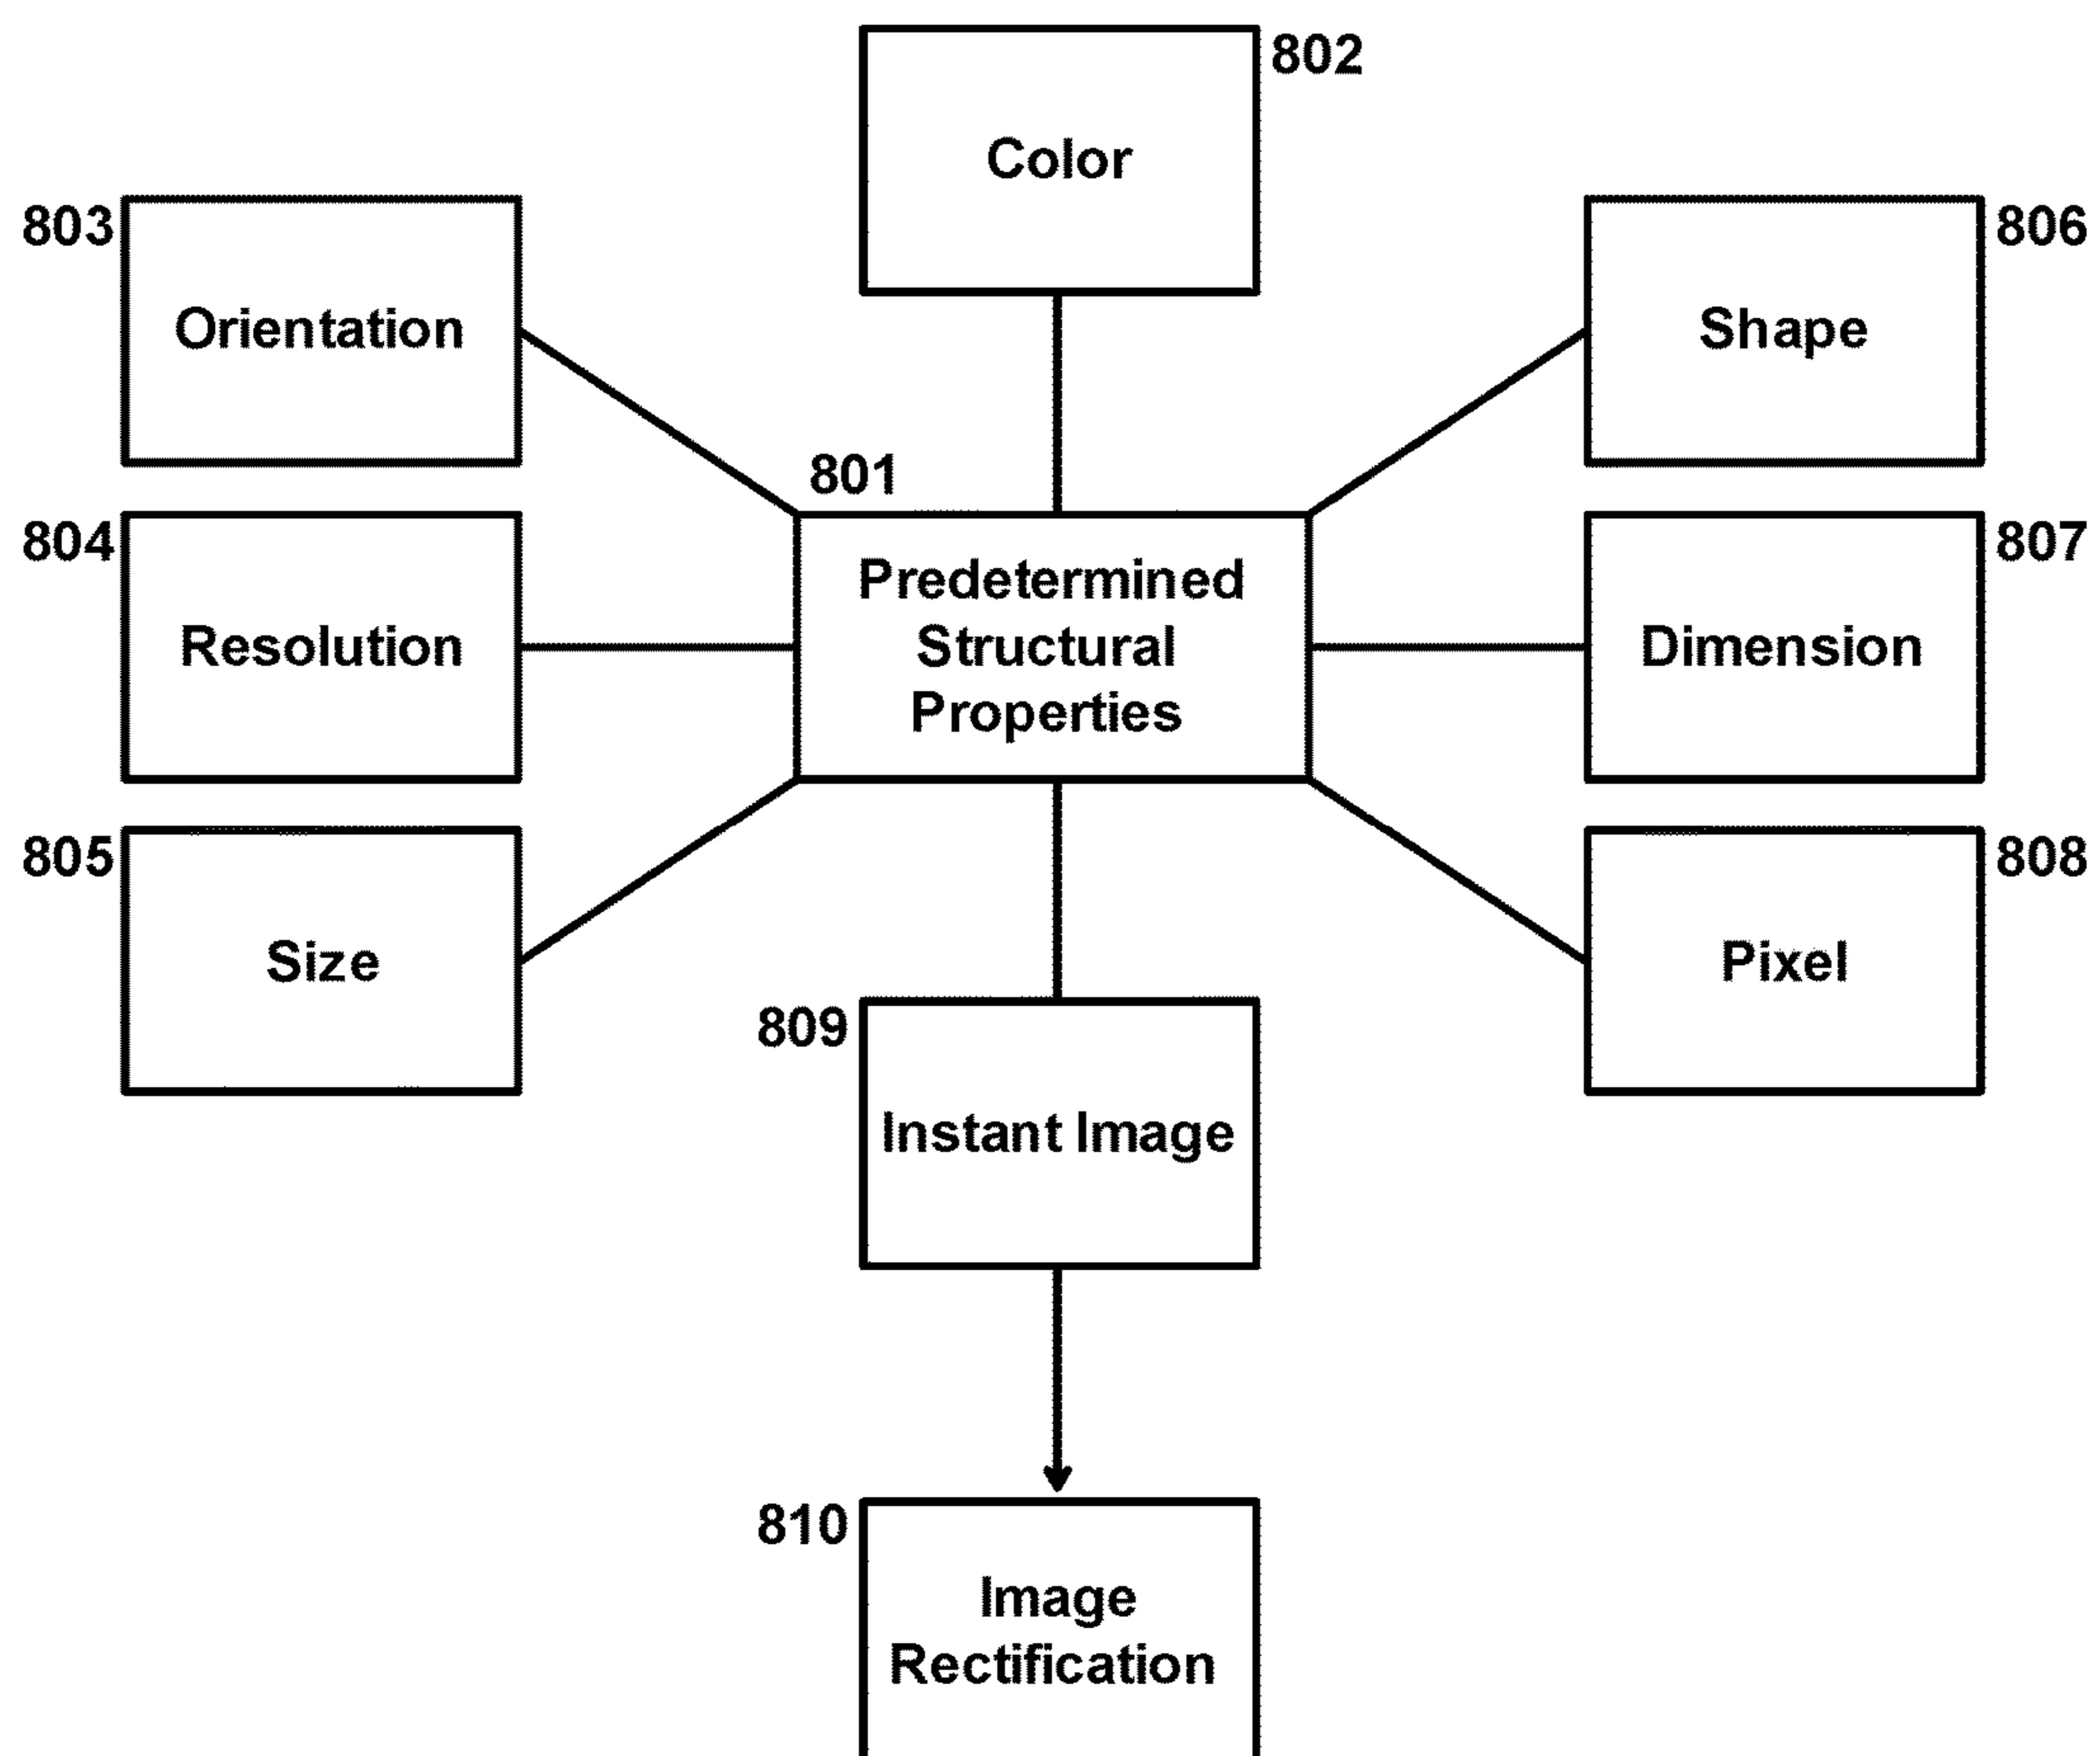 802
Color
803
Orientation
806
Shape
801
Predetermined
Structural
Properties
804
Resolution
807
Dimension
805
Size
808
Pixel
809
Instant Image
810
Image
Rectification